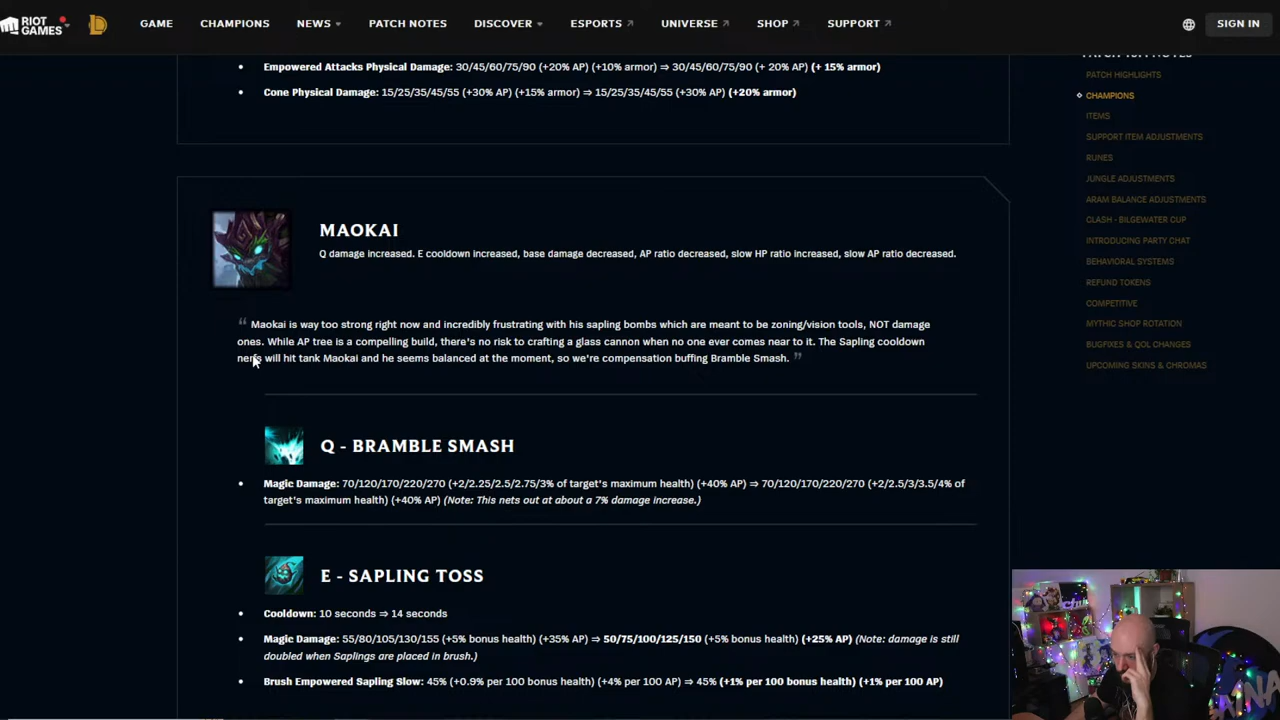 RIOT GAMES
GAME
CHAMPIONS
NEWS
PATCH NOTES
DISCOVER
ESPORTS
UNIVERSE
SHOP
SUPPORT
SIGN IN
Empowered Attacks Physical Damage: 30/45/60/75/90 (+20% AP) (+10% armor) ⇒ 30/45/60/75/90 (+ 20% AP) (+ 15% armor)
Cone Physical Damage: 15/25/35/45/55 (+30% AP) (+15% armor) ⇒ 15/25/35/45/55 (+30% AP) (+20% armor)
MAOKAI
Q damage increased. E cooldown increased, base damage decreased, AP ratio decreased, slow HP ratio increased, slow AP ratio decreased.
“ Maokai is way too strong right now and incredibly frustrating with his sapling bombs which are meant to be zoning/vision tools, NOT damage
ones. While AP tree is a compelling build, there's no risk to crafting a glass cannon when no one ever comes near to it. The Sapling cooldown
nerfs will hit tank Maokai and he seems balanced at the moment, so we're compensation buffing Bramble Smash. ”
Q - BRAMBLE SMASH
Magic Damage: 70/120/170/220/270 (+2/2.25/2.5/2.75/3% of target's maximum health) (+40% AP) ⇒ 70/120/170/220/270 (+2/2.5/3/3.5/4% of
target's maximum health) (+40% AP) (Note: This nets out at about a 7% damage increase.)
E - SAPLING TOSS
Cooldown: 10 seconds ⇒ 14 seconds
Magic Damage: 55/80/105/130/155 (+5% bonus health) (+35% AP) ⇒ 50/75/100/125/150 (+5% bonus health) (+25% AP) (Note: damage is still
doubled when Saplings are placed in brush.)
Brush Empowered Sapling Slow: 45% (+0.9% per 100 bonus health) (+4% per 100 AP) ⇒ 45% (+1% per 100 bonus health) (+1% per 100 AP)
PATCH HIGHLIGHTS
CHAMPIONS
ITEMS
SUPPORT ITEM ADJUSTMENTS
RUNES
JUNGLE ADJUSTMENTS
ARAM BALANCE ADJUSTMENTS
CLASH - BILGEWATER CUP
INTRODUCING PARTY CHAT
BEHAVIORAL SYSTEMS
REFUND TOKENS
COMPETITIVE
MYTHIC SHOP ROTATION
BUGFIXES & QOL CHANGES
UPCOMING SKINS & CHROMAS